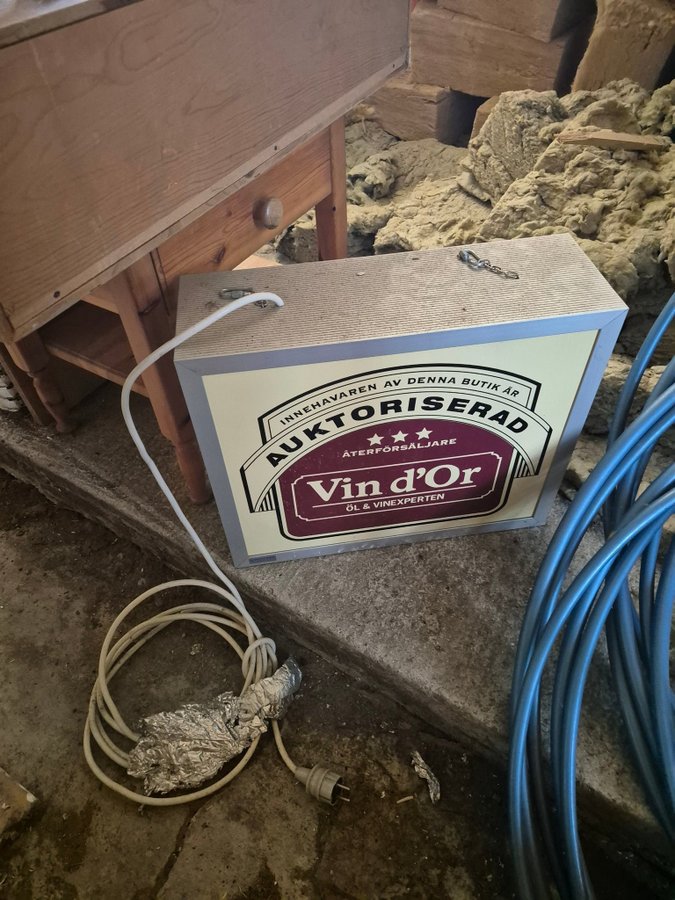 INNEHAVAREN AV DENNA BUTIK ÄR
AUKTORISERAD
ÅTERFÖRSÄLJARE
Vin d'Or
ÖL & VINEXPERTEN